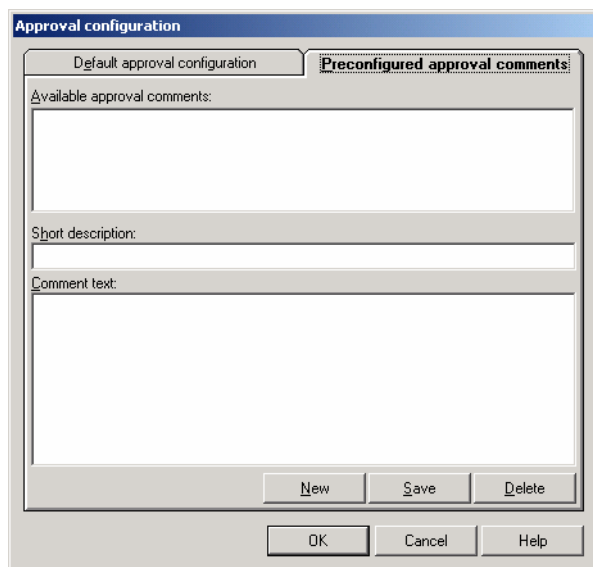 Approval configuration
Default approval configuration
Preconfigured approval comments
Available approval comments:
Short description:
Comment text:
New
Save
Delete
OK
Cancel
Help